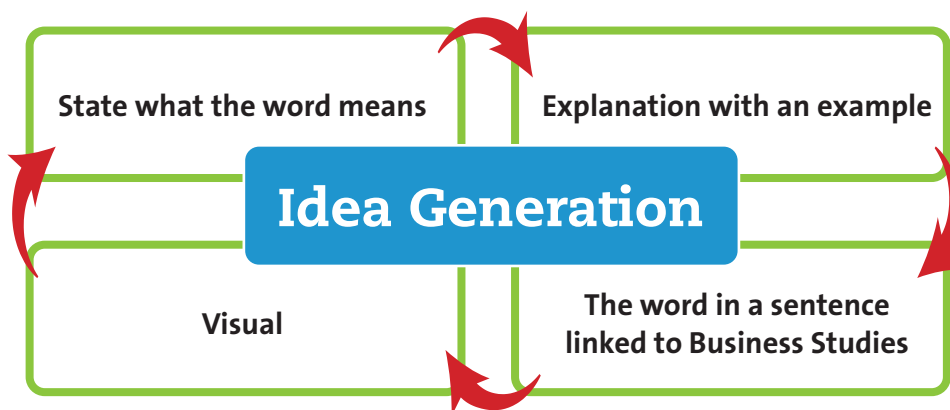 State what the word means
Explanation with an example
Idea Generation
Visual
The word in a sentence
linked to Business Studies